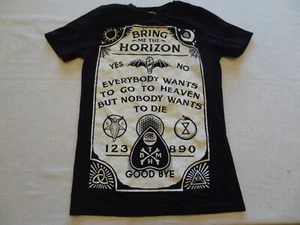 BRING
ME THE
HORIZON
YES NO
EVERYBODY WANTS
TO GO TO HEAVEN
BUT NOBODY WANTS
TO DIE
123 890
B T M H
GOOD BYE